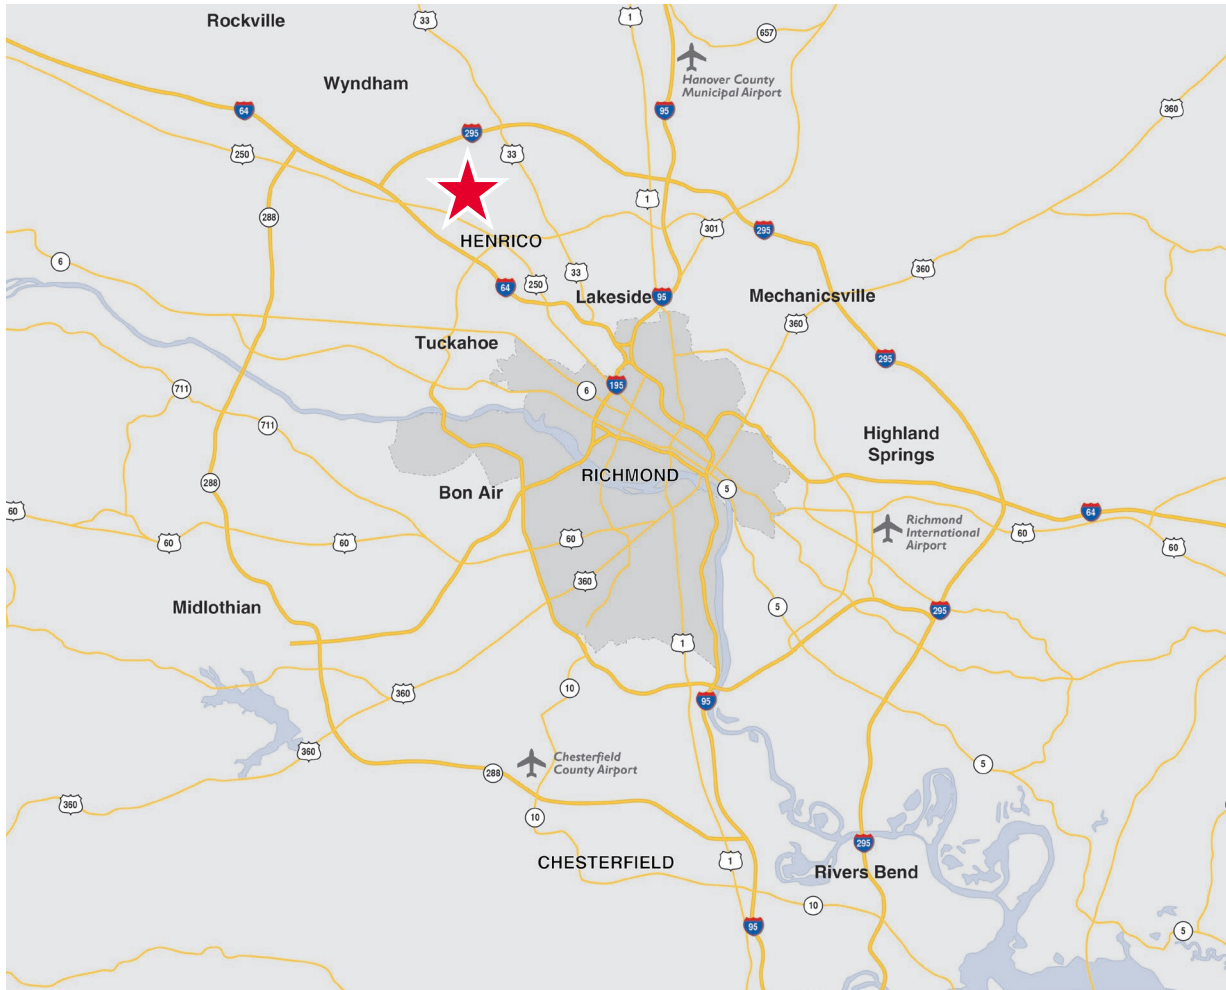 Rockville
33
1
657
Wyndham
Hanover County
Municipal Airport
64
95
360
295
250
33
1
288
301
295
HENRICO
6
33
360
64
250
Lakeside
95
Mechanicsville
360
Tuckahoe
295
195
6
711
711
Highland
Springs
RICHMOND
288
Bon Air
5
60
64
Richmond
International
Airport
60
60
60
60
60
360
Midlothian
5
295
1
10
360
95
360
Chesterfield
County Airport
288
5
360
10
295
CHESTERFIELD
1
Rivers Bend
10
95
5